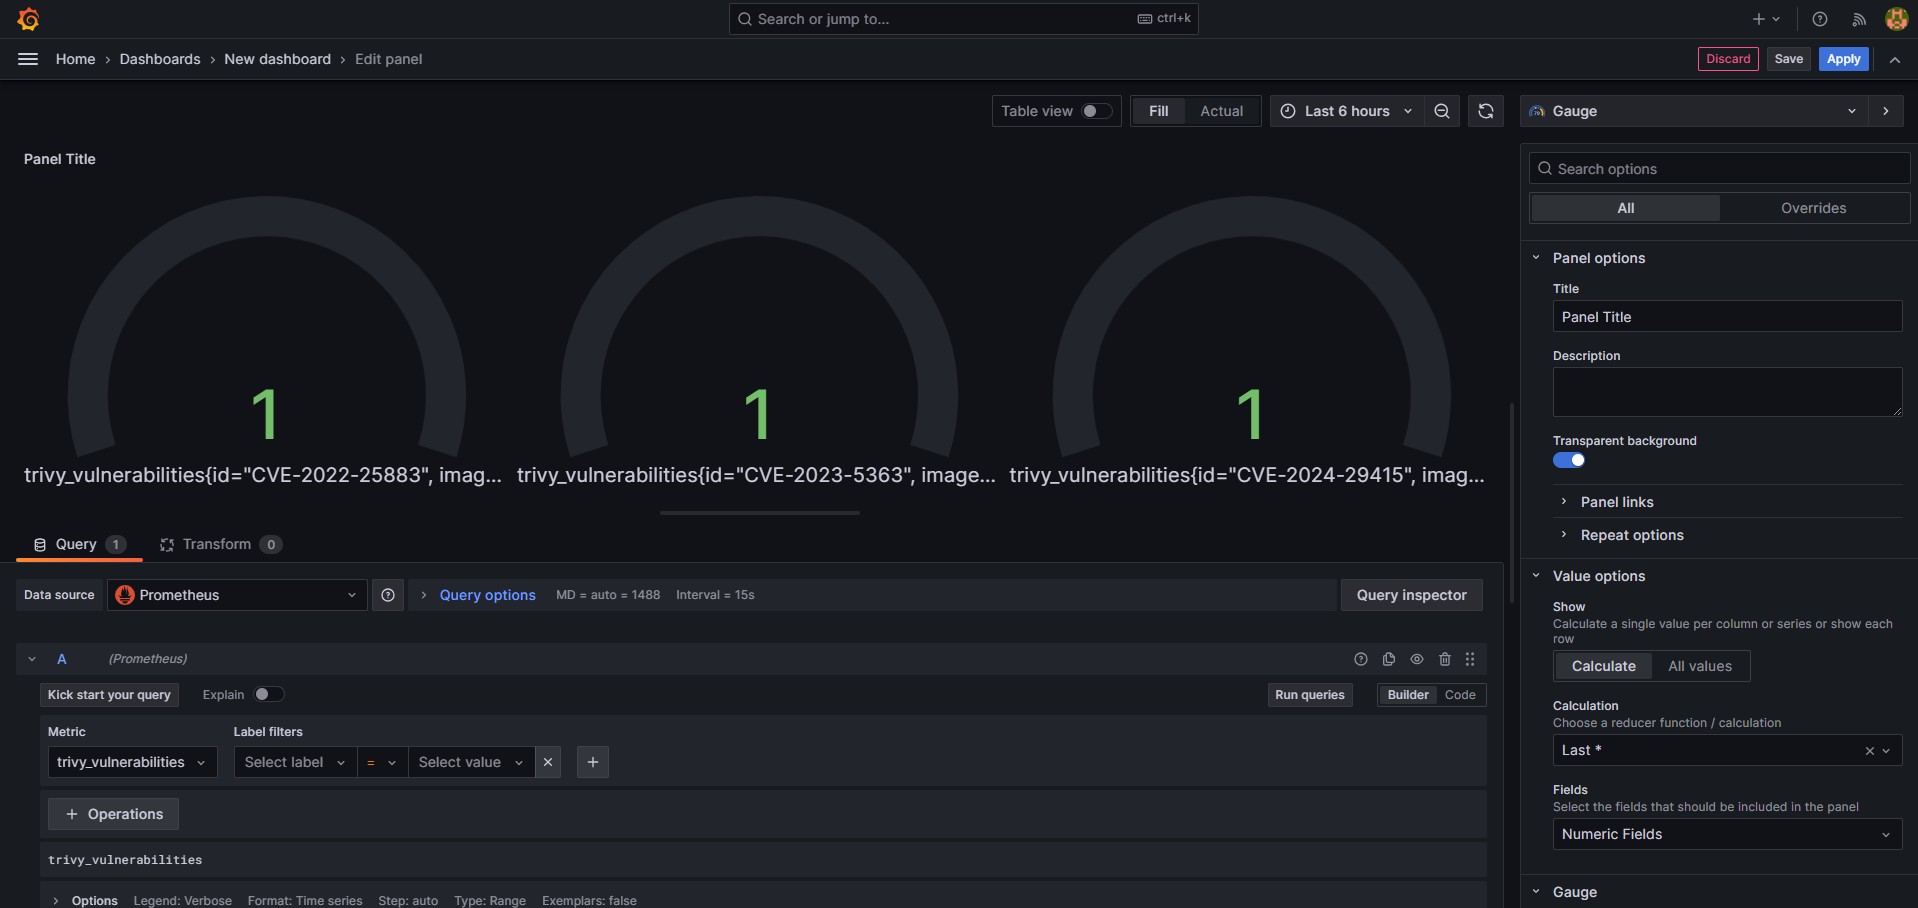 Search or jump to... ctrl+k
Home › Dashboards › New dashboard › Edit panel
Discard Save Apply
Table view Fill Actual Last 6 hours
Gauge
Panel Title
Search options
All Overrides
Panel options
Title
Panel Title
Description
Transparent background
Panel links
Repeat options
Value options
Show
Calculate a single value per column or series or show each
row
Calculate All values
Calculation
Choose a reducer function / calculation
Last *
Fields
Select the fields that should be included in the panel
Numeric Fields
Gauge
1 1 1
trivy_vulnerabilities{id="CVE-2022-25883", imag... trivy_vulnerabilities{id="CVE-2023-5363", image... trivy_vulnerabilities{id="CVE-2024-29415", imag...
Query 1 Transform 0
Data source Prometheus Query options MD = auto = 1488 Interval = 15s Query inspector
A (Prometheus)
Kick start your query Explain Run queries Builder Code
Metric Label filters
trivy_vulnerabilities Select label = Select value
+ Operations
trivy_vulnerabilities
Options Legend: Verbose Format: Time series Step: auto Type: Range Exemplars: false